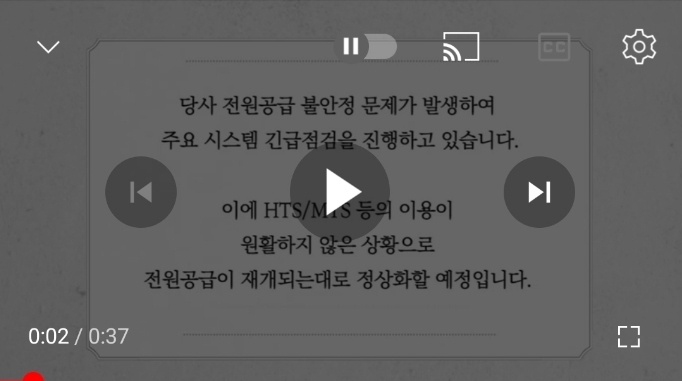 당사 전원공급 불안정 문제가 발생하여
주요 시스템 긴급점검을 진행하고 있습니다.
이에 HTS/MTS 등의 이용이
원활하지 않은 상황으로
전원공급이 재개되는대로 정상화할 예정입니다.
0:02 / 0:37
CC